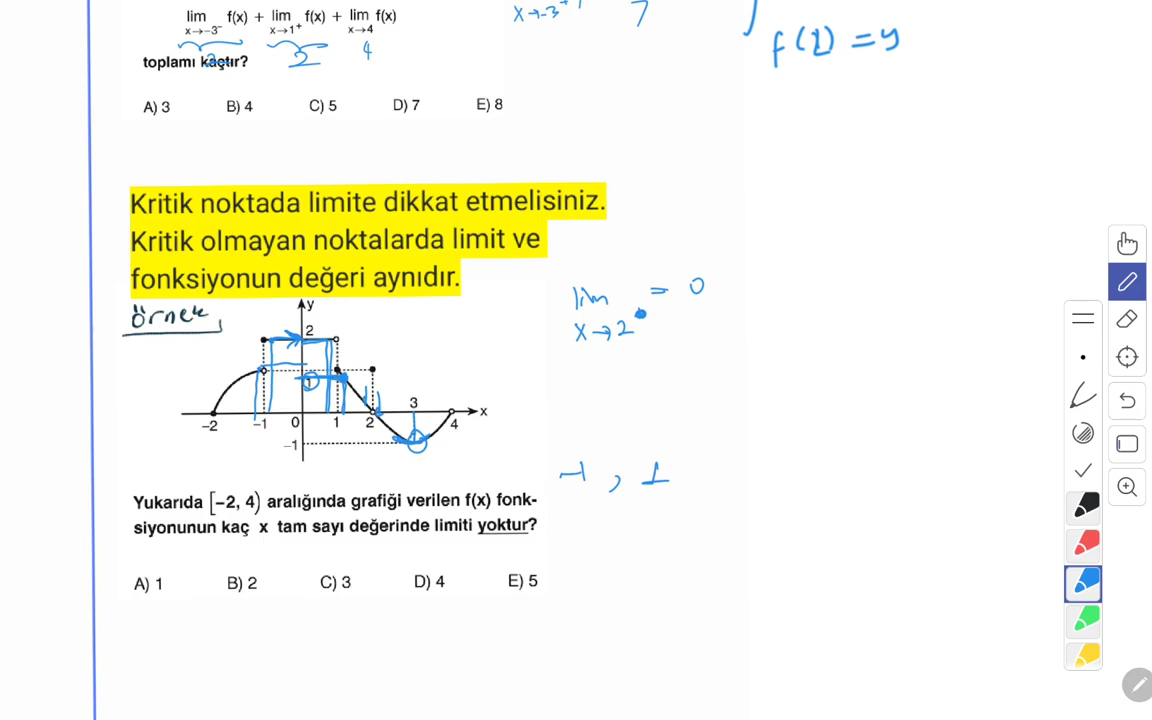 lim f(x) + lim f(x) + lim f(x)
x→-3⁻ x→1⁺ x→4
x→-3⁺ 7
2 2 4
f(1) = y
toplamı kaçtır?
A) 3 B) 4 C) 5 D) 7 E) 8
Kritik noktada limite dikkat etmelisiniz.
Kritik olmayan noktalarda limit ve
fonksiyonun değeri aynıdır.
Örnek
y
2
1
3
-2 -1 0 1 2 4 x
-1
lim = 0
x→2
-1 , 1
Yukarıda [-2, 4) aralığında grafiği verilen f(x) fonk-
siyonunun kaç x tam sayı değerinde limiti yoktur?
A) 1 B) 2 C) 3 D) 4 E) 5